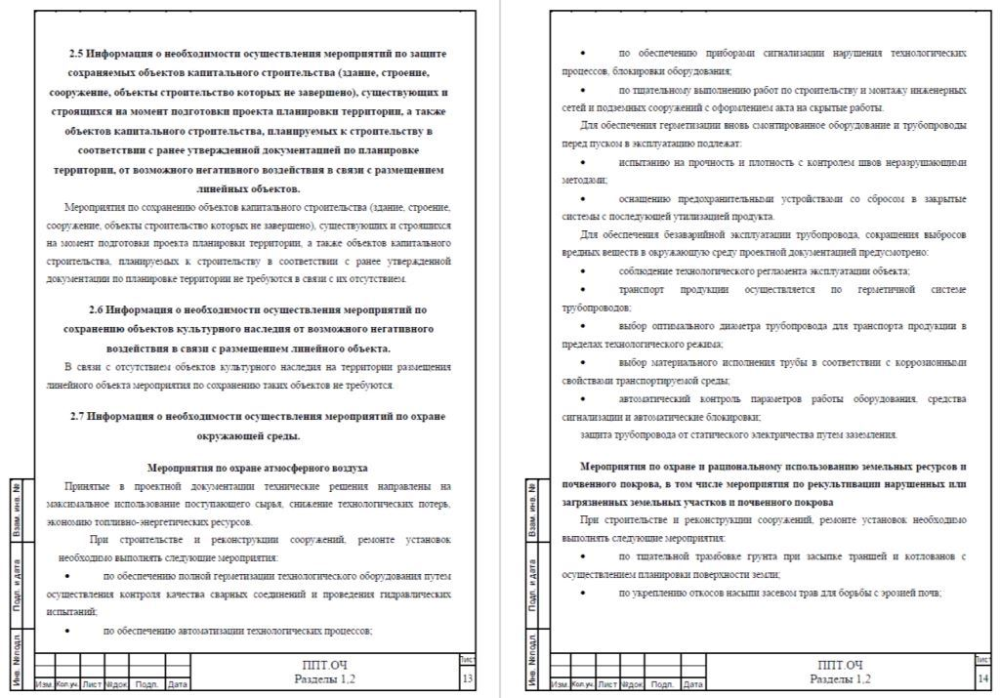 2.5 Информация о необходимости осуществления мероприятий по защите
сохраняемых объектов капитального строительства (здание, строение,
сооружение, объекты строительство которых не завершено), существующих и
строящихся на момент подготовки проекта планировки территории, а также
объектов капитального строительства, планируемых к строительству в
соответствии с ранее утвержденной документацией по планировке
территории, от возможного негативного воздействия в связи с размещением
линейных объектов.
Мероприятия по сохранению объектов капитального строительства (здание, строение,
сооружение, объекты строительство которых не завершено), существующих и строящихся
на момент подготовки проекта планировки территории, а также объектов капитального
строительства, планируемых к строительству в соответствии с ранее утвержденной
документации по планировке территории не требуются в связи с их отсутствием.
2.6 Информация о необходимости осуществления мероприятий по
сохранению объектов культурного наследия от возможного негативного
воздействия в связи с размещением линейного объекта.
В связи с отсутствием объектов культурного наследия на территории размещения
линейного объекта мероприятия по сохранению таких объектов не требуются.
2.7 Информация о необходимости осуществления мероприятий по охране
окружающей среды.
Мероприятия по охране атмосферного воздуха
Принятые в проектной документации технические решения направлены на
максимальное использование поступающего сырья, снижение технологических потерь,
экономию топливно-энергетических ресурсов.
При строительстве и реконструкции сооружений, ремонте установок
необходимо выполнять следующие мероприятия:
• по обеспечению полной герметизации технологического оборудования путем
осуществления контроля качества сварных соединений и проведения гидравлических
испытаний;
• по обеспечению автоматизации технологических процессов;
Взам. инв. №
Подп. и дата
Инв. №подл.
Изм. Кол.уч. Лист №док Подп. Дата
ППТ.ОЧ
Разделы 1,2
Лист
13
• по обеспечению приборами сигнализации нарушения технологических
процессов, блокировки оборудования;
• по тщательному выполнению работ по строительству и монтажу инженерных
сетей и подземных сооружений с оформлением акта на скрытые работы.
Для обеспечения герметизации вновь смонтированное оборудование и трубопроводы
перед пуском в эксплуатацию подлежат:
• испытанию на прочность и плотность с контролем швов неразрушающими
методами;
• оснащению предохранительными устройствами со сбросом в закрытые
системы с последующей утилизацией продукта.
Для обеспечения безаварийной эксплуатации трубопровода, сокращения выбросов
вредных веществ в окружающую среду проектной документацией предусмотрено:
• соблюдение технологического регламента эксплуатации объекта;
• транспорт продукции осуществляется по герметичной системе
трубопроводов;
• выбор оптимального диаметра трубопровода для транспорта продукции в
пределах технологического режима;
• выбор материального исполнения трубы в соответствии с коррозионными
свойствами транспортируемой среды;
• автоматический контроль параметров работы оборудования, средства
сигнализации и автоматические блокировки;
защита трубопровода от статического электричества путем заземления.
Мероприятия по охране и рациональному использованию земельных ресурсов и
почвенного покрова, в том числе мероприятия по рекультивации нарушенных или
загрязненных земельных участков и почвенного покрова
При строительстве и реконструкции сооружений, ремонте установок необходимо
выполнять следующие мероприятия:
• по тщательной трамбовке грунта при засыпке траншей и котлованов с
осуществлением планировки поверхности земли;
• по укреплению откосов насыпи засевом трав для борьбы с эрозией почв;
Взам. инв. №
Подп. и дата
Инв. №подл.
Изм. Кол.уч. Лист №док Подп. Дата
ППТ.ОЧ
Разделы 1,2
Лист
14